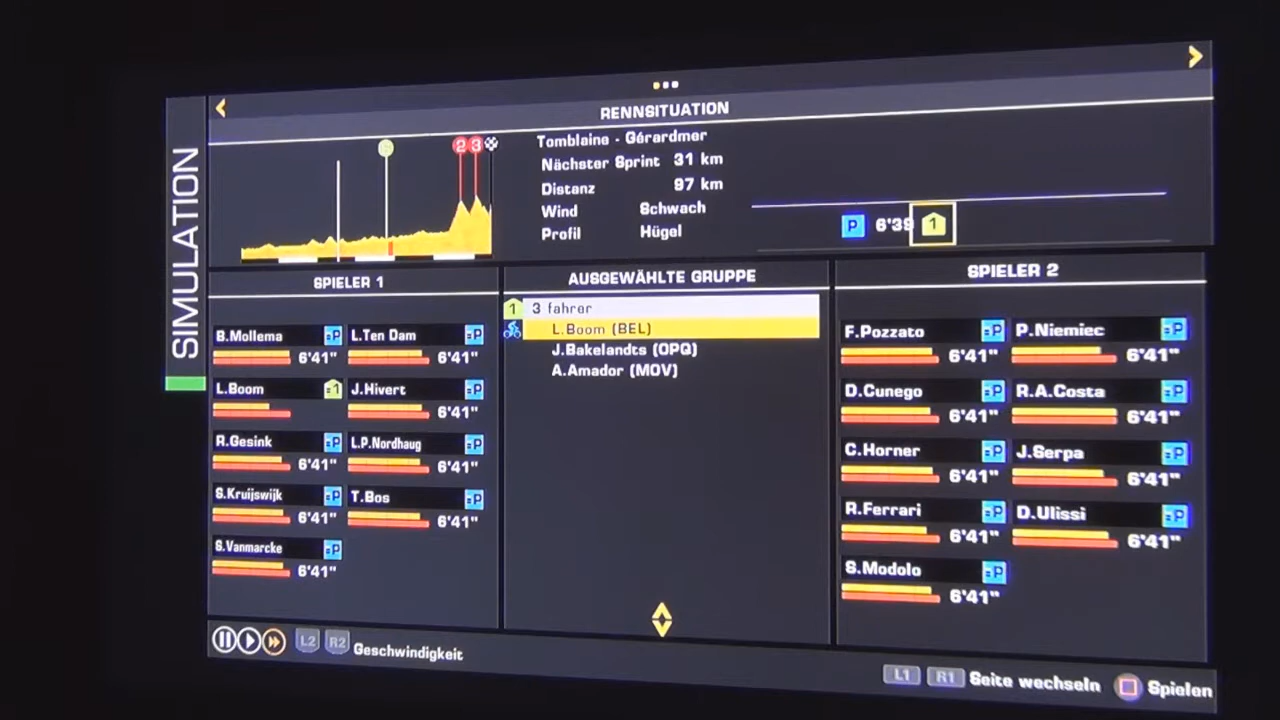 SIMULATION
RENNSITUATION
2 3
Tomblaine - Gérardmer
Nächster Sprint 31 km
Distanz 97 km
Wind Schwach
Profil Hügel
P 6'39 1
SPIELER 1
B.Mollema P 6'41"
L.Ten Dam P 6'41"
L.Boom 1
J.Hivert P 6'41"
R.Gesink P 6'41"
L.P.Nordhaug P 6'41"
S.Kruijswijk P 6'41"
T.Bos P 6'41"
S.Vanmarcke P 6'41"
AUSGEWÄHLTE GRUPPE
1 3 fahrer
L.Boom (BEL)
J.Bakelandts (OPQ)
A.Amador (MOV)
SPIELER 2
F.Pozzato P 6'41"
P.Niemiec P 6'41"
D.Cunego P 6'41"
R.A.Costa P 6'41"
C.Horner P 6'41"
J.Serpa P 6'41"
R.Ferrari P 6'41"
D.Ulissi P 6'41"
S.Modolo P 6'41"
L2 R2 Geschwindigkeit
L1 R1 Seite wechseln Spielen